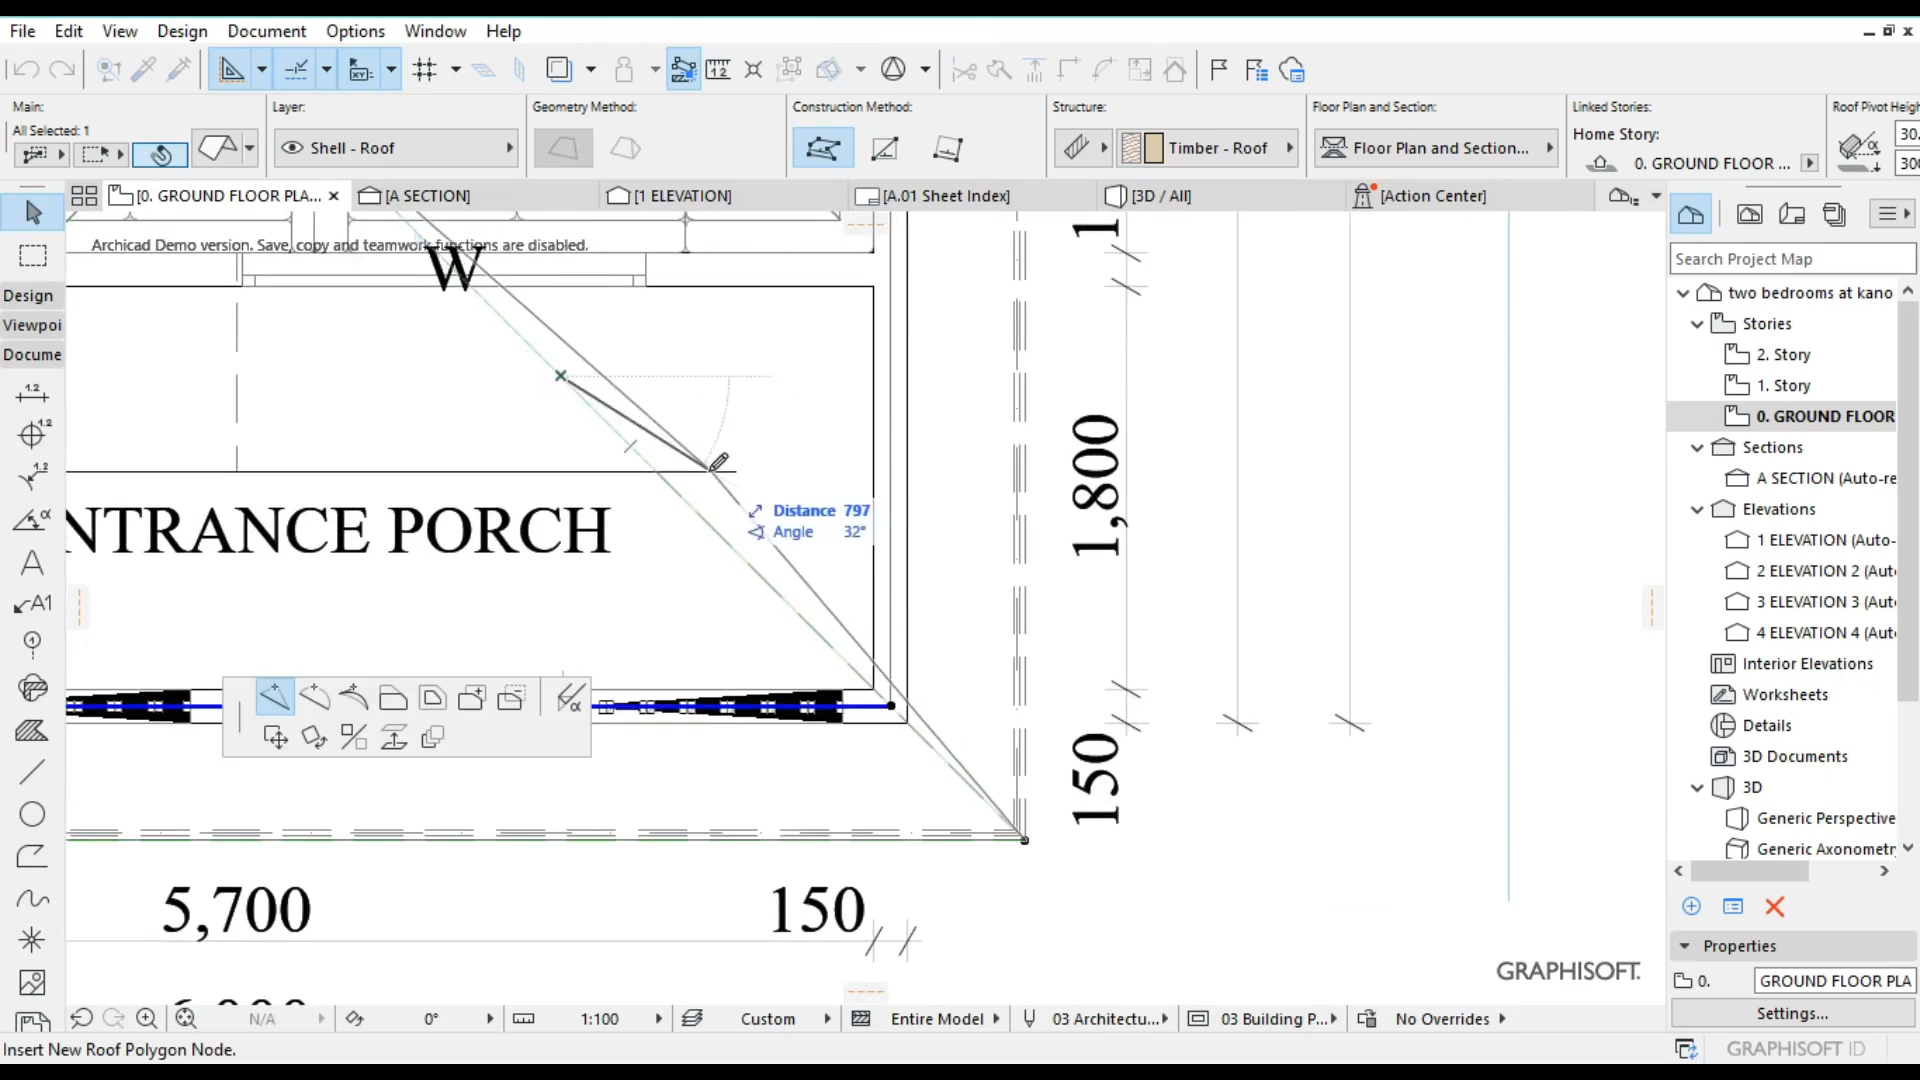 File Edit View Design Document Options Window Help
Main: Layer: Geometry Method: Construction Method: Structure: Floor Plan and Section: Linked Stories: Roof Pivot Heigh
All Selected: 1
Shell - Roof
Timber - Roof
Floor Plan and Section...
Home Story:
0. GROUND FLOOR ...
30.
300
[0. GROUND FLOOR PLA... [A SECTION] [1 ELEVATION] [A.01 Sheet Index] [3D / All] [Action Center]
Archicad Demo version. Save, copy and teamwork functions are disabled.
W
1
Design
Viewpoi
Docume
1,800
Distance 797
Angle 32°
NTRANCE PORCH
150
5,700
150
GRAPHISOFT.
Search Project Map
two bedrooms at kano
Stories
2. Story
1. Story
0. GROUND FLOOR
Sections
A SECTION (Auto-re
Elevations
1 ELEVATION (Auto-
2 ELEVATION 2 (Aut
3 ELEVATION 3 (Aut
4 ELEVATION 4 (Aut
Interior Elevations
Worksheets
Details
3D Documents
3D
Generic Perspective
Generic Axonometr
Properties
0. GROUND FLOOR PLA
Settings...
N/A 0° 1:100 Custom Entire Model 03 Architectu... 03 Building P... No Overrides
Insert New Roof Polygon Node.
GRAPHISOFT ID